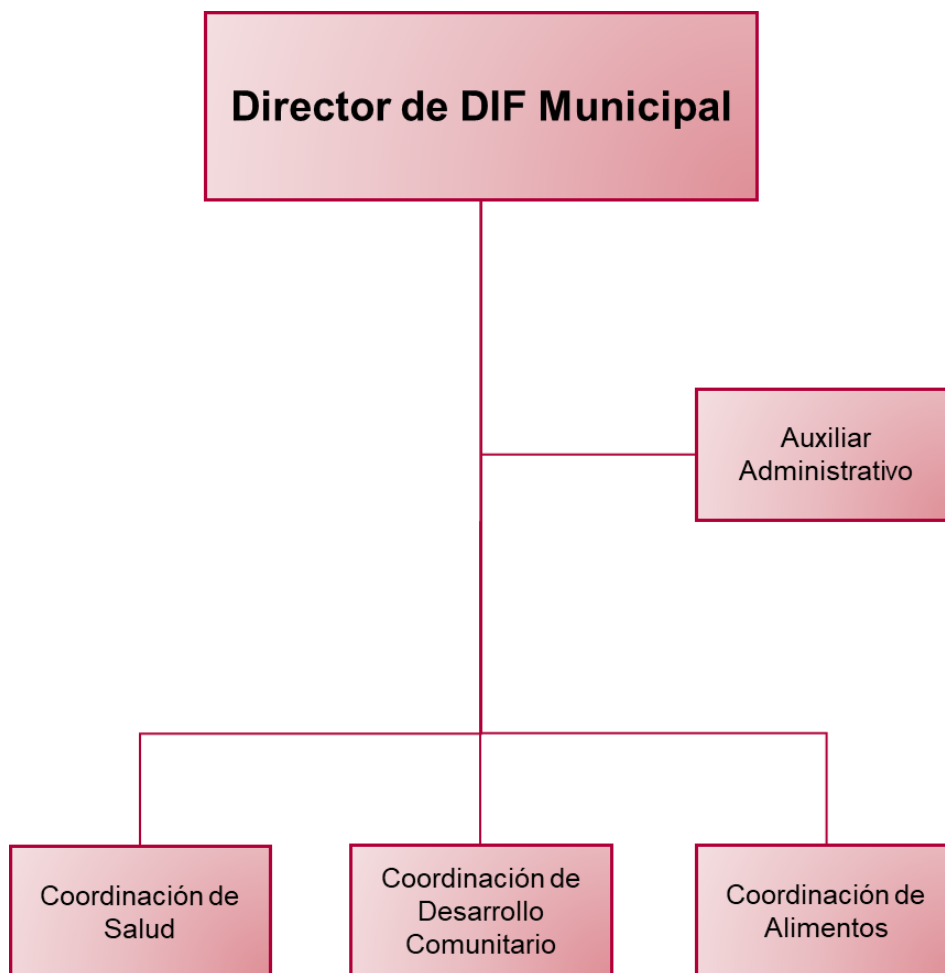 Director de DIF Municipal
Auxiliar
Administrativo
Coordinación de
Salud
Coordinación de
Desarrollo
Comunitario
Coordinación de
Alimentos